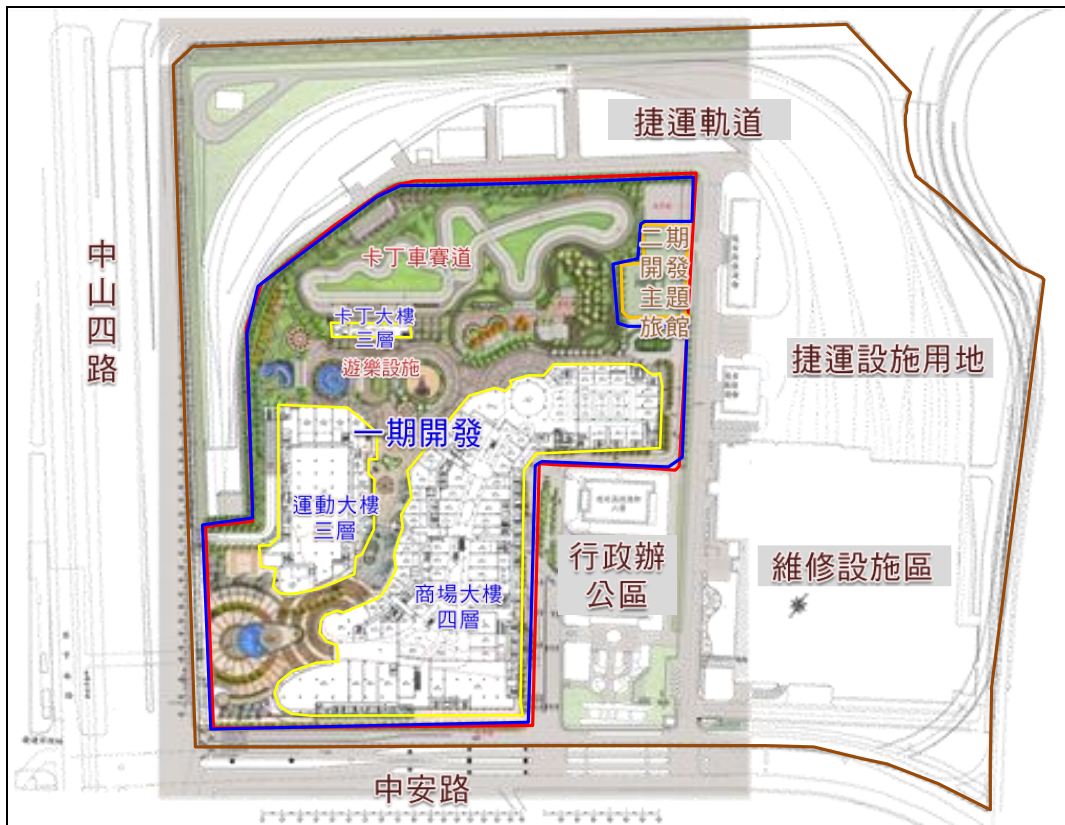 捷運軌道
中山四路
卡丁車賽道
二期
開發
主題
旅館
卡丁大樓
三層
遊樂設施
捷運設施用地
一期開發
運動大樓
三層
行政辦
公區
維修設施區
商場大樓
四層
中安路